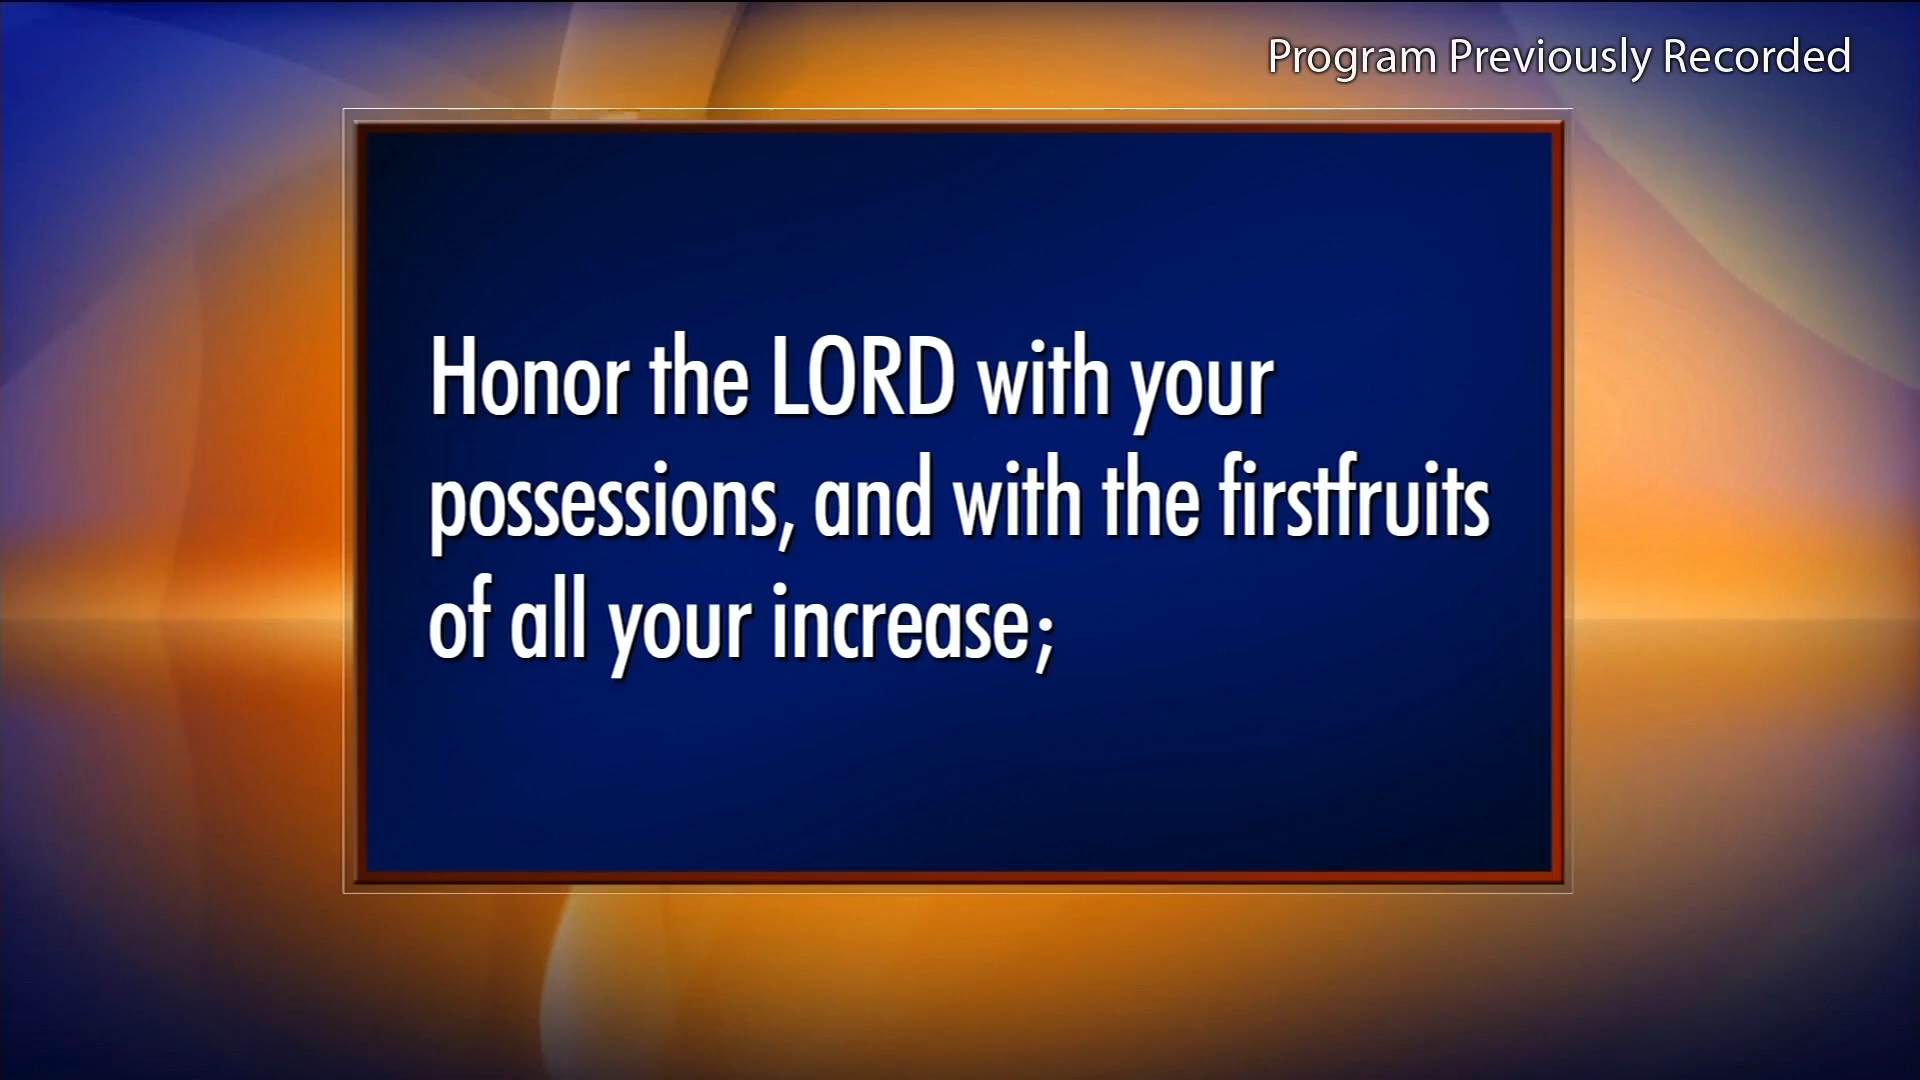 Program Previously Recorded
Honor the LORD with your
possessions, and with the firstfruits
of all your increase;